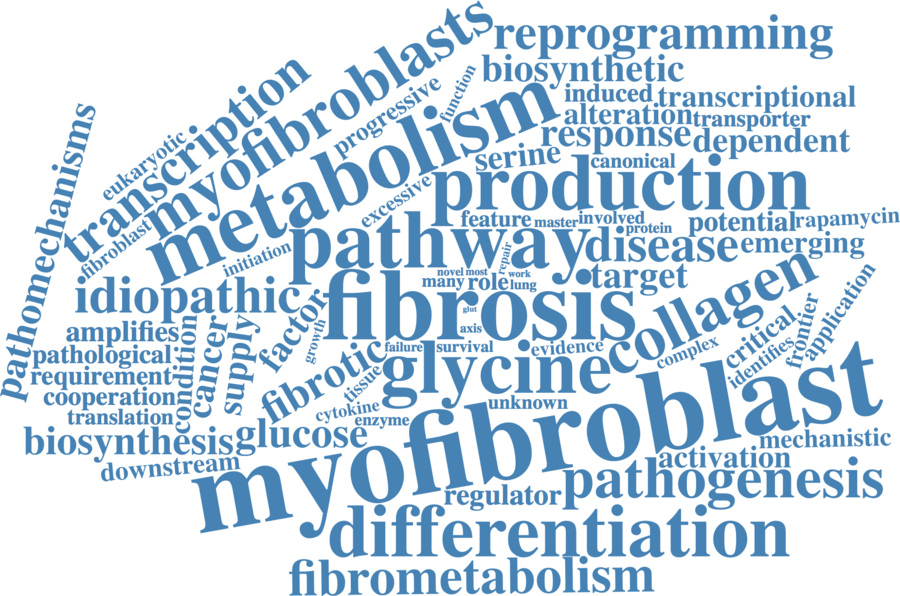 myofibroblasts
reprogramming
biosynthetic
function
transcription
progressive
metabolism
induced
transcriptional
alteration
transporter
eukaryotic
pathomechanisms
response
dependent
serine
canonical
production
excessive
fibroblast
feature
master
involved
potential
rapamycin
protein
initiation
pathway
disease
emerging
repair
novel
most
work
target
many
role
lung
idiopathic
factor
growth
fibrosis
glut
axis
collagen
application
frontier
critical
identifies
amplifies
condition
cancer
supply
pathological
requirement
cooperation
translation
fibrotic
tissue
failure
survival
evidence
complex
glycine
cytokine
enzyme
unknown
biosynthesis
glucose
downstream
myofibroblast
mechanistic
activation
regulator
pathogenesis
differentiation
fibrometabolism